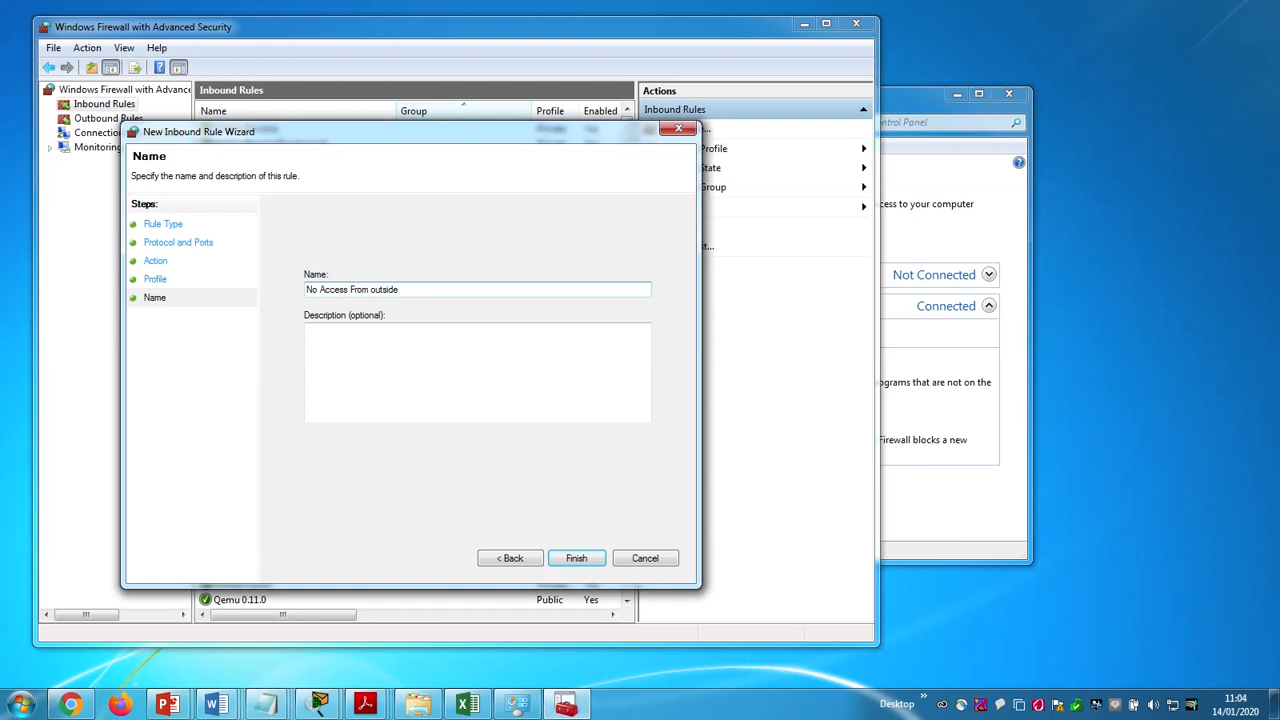 Windows Firewall with Advanced Security
File Action View Help
Windows Firewall with Advance
Inbound Rules
Outbound Rules
Connection
Monitoring
Inbound Rules
Name Group Profile Enabled
Private
Actions
Inbound Rules
Profile
State
Group
New Inbound Rule Wizard
Name
Specify the name and description of this rule.
Steps:
Rule Type
Protocol and Ports
Action
Profile
Name
Name:
No Access From outside
Description (optional):
< Back Finish Cancel
Qemu 0.11.0 Public Yes
ontrol Panel
cess to your computer
Not Connected
Connected
ograms that are not on the
Firewall blocks a new
Desktop
11:04
14/01/2020